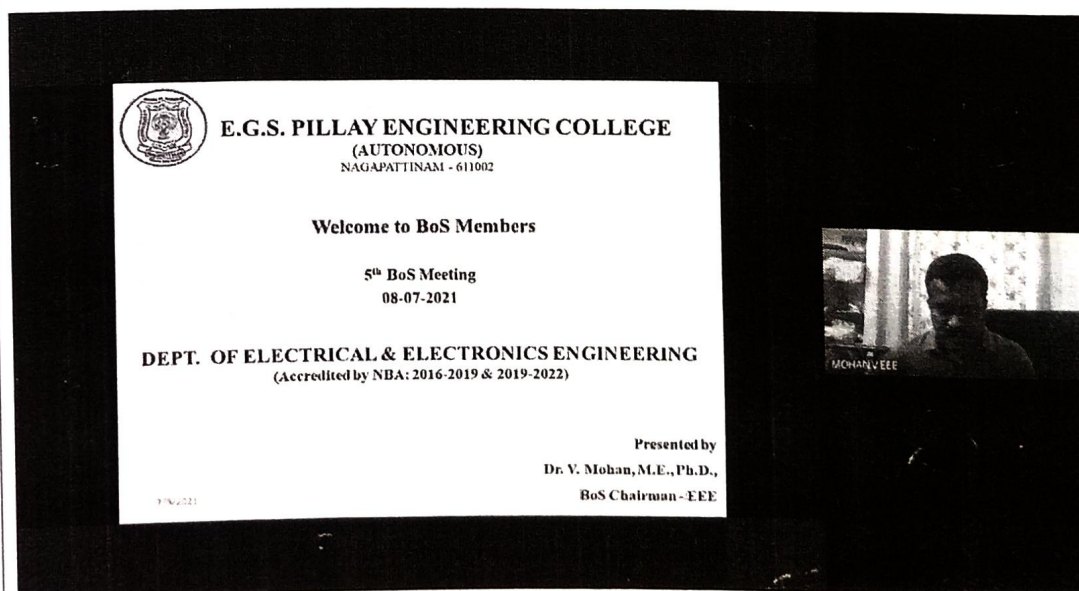 E.G.S. PILLAY ENGINEERING COLLEGE
(AUTONOMOUS)
NAGAPATTINAM - 611002
Welcome to BoS Members
5th BoS Meeting
08-07-2021
DEPT. OF ELECTRICAL & ELECTRONICS ENGINEERING
(Accredited by NBA: 2016-2019 & 2019-2022)
Presented by
Dr. V. Mohan, M.E., Ph.D.,
BoS Chairman - EEE
MOHANV EEE